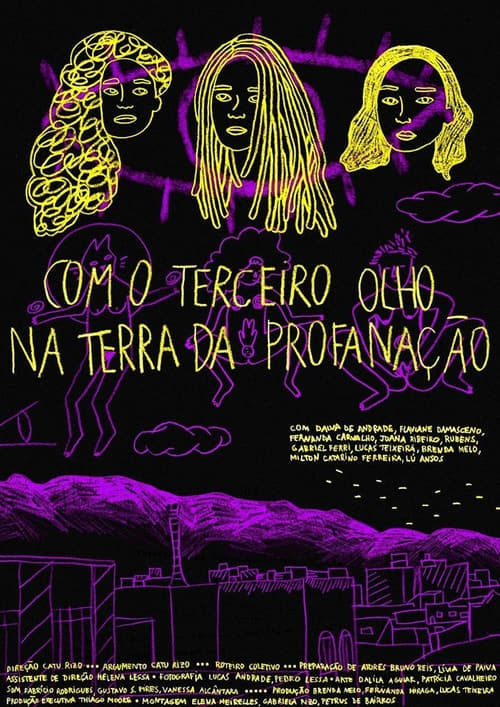 COM O TERCEIRO OLHO
NA TERRA DA PROFANAÇÃO
COM DALVA DE ANDRADE, FLAVIANE DAMASCENO,
FERNANDA CARVALHO, JOANA RIBEIRO, RUBENS,
GABRIEL FERRI, LUCAS TEIXEIRA, BRENDA MELO,
MILTON CATARINO FERREIRA, LÚ ANSOS
DIREÇÃO CATU RIZO ••• ARGUMENTO CATU RIZO ••• ROTEIRO COLETIVO ••• PREPARAÇÃO DE ATORES BRUNO REIS, LÍVIA DE PAIVA
ASSISTENTE DE DIREÇÃO HELENA LESSA • FOTOGRAFIA LUCAS ANDRADE, PEDRO LESSA • ARTE DALILA AGUIAR, PATRÍCIA CAVALHEIRO
SOM FABRÍCIO RODRIGUES, GUSTAVO S. PIRES, VANESSA ALCÂNTARA ••••• PRODUÇÃO BRENDA MELO, FERNANDA LUCAS TEIXEIRA
PRODUÇÃO EXECUTIVA THIAGO • MONTAGEM ELENA MEIRELLES, GABRIELA PETRUS DE BAIRROS